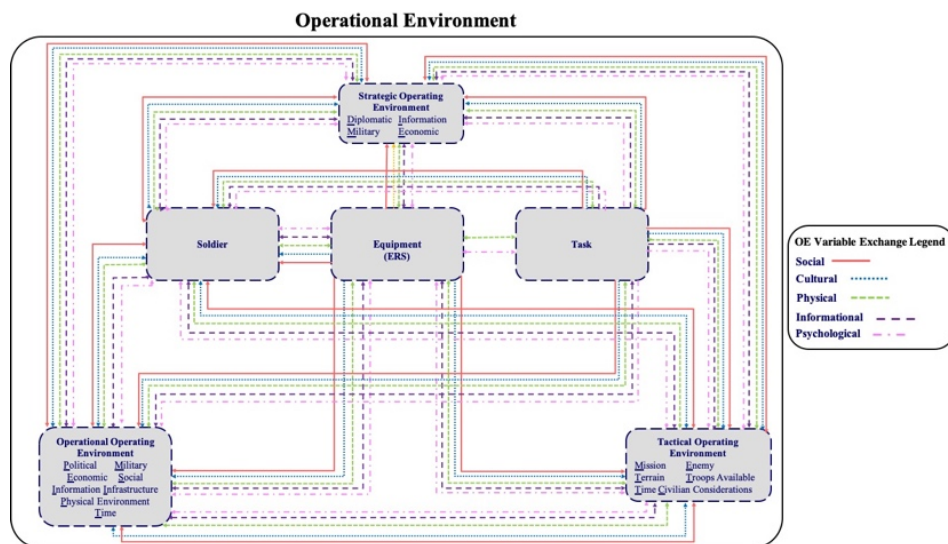 Operational Environment
Strategic Operating
Environment
Diplomatic Information
Military Economic
Soldier
Equipment
(ERS)
Task
OE Variable Exchange Legend
Social
Cultural
Physical
Informational
Psychological
Operational Operating
Environment
Political Military
Economic Social
Information Infrastructure
Physical Environment
Time
Tactical Operating
Environment
Mission Enemy
Terrain Troops Available
Time Civilian Considerations